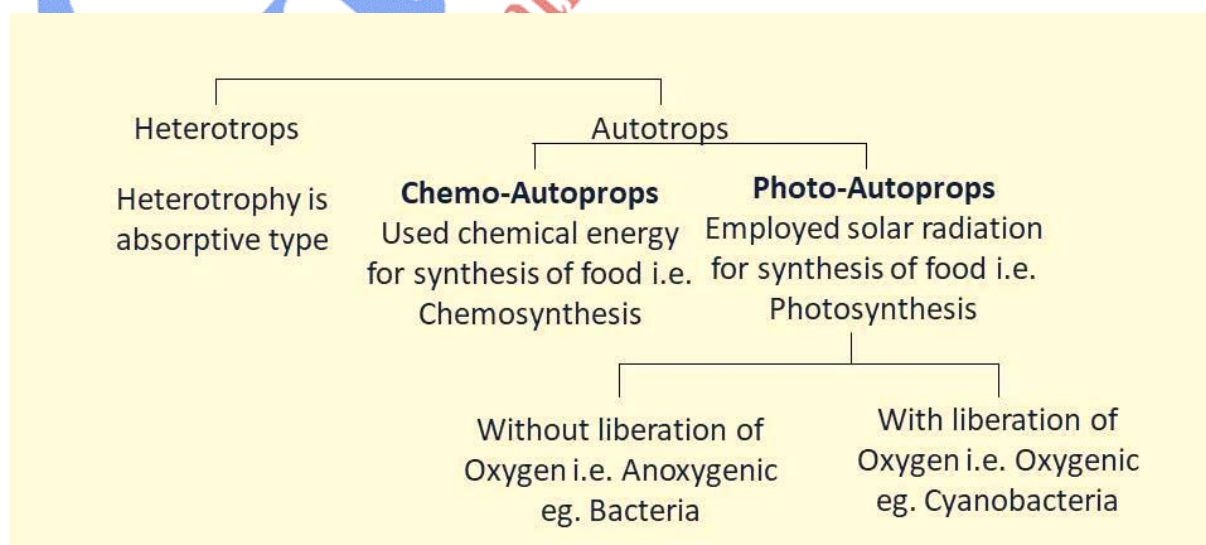 Heterotrops
Autotrops
Heterotrophy is
absorptive type
Chemo-Autoprops
Used chemical energy
for synthesis of food i.e.
Chemosynthesis
Photo-Autoprops
Employed solar radiation
for synthesis of food i.e.
Photosynthesis
Without liberation of
Oxygen i.e. Anoxygenic
eg. Bacteria
With liberation of
Oxygen i.e. Oxygenic
eg. Cyanobacteria